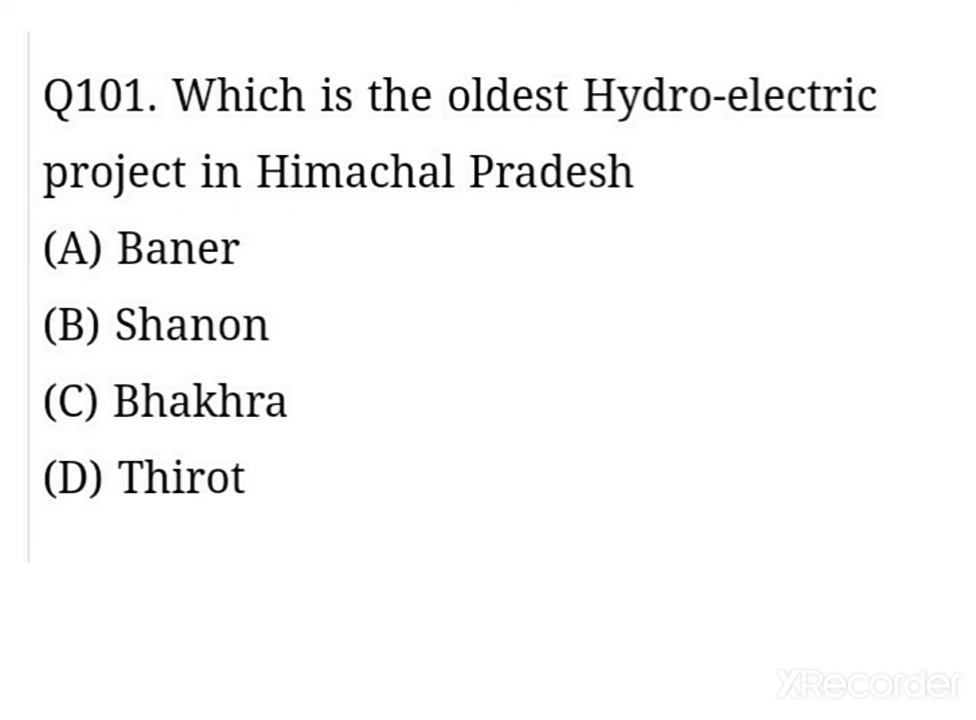 Q101. Which is the oldest Hydro-electric
project in Himachal Pradesh
(A) Baner
(B) Shanon
(C) Bhakhra
(D) Thirot
XRecorder